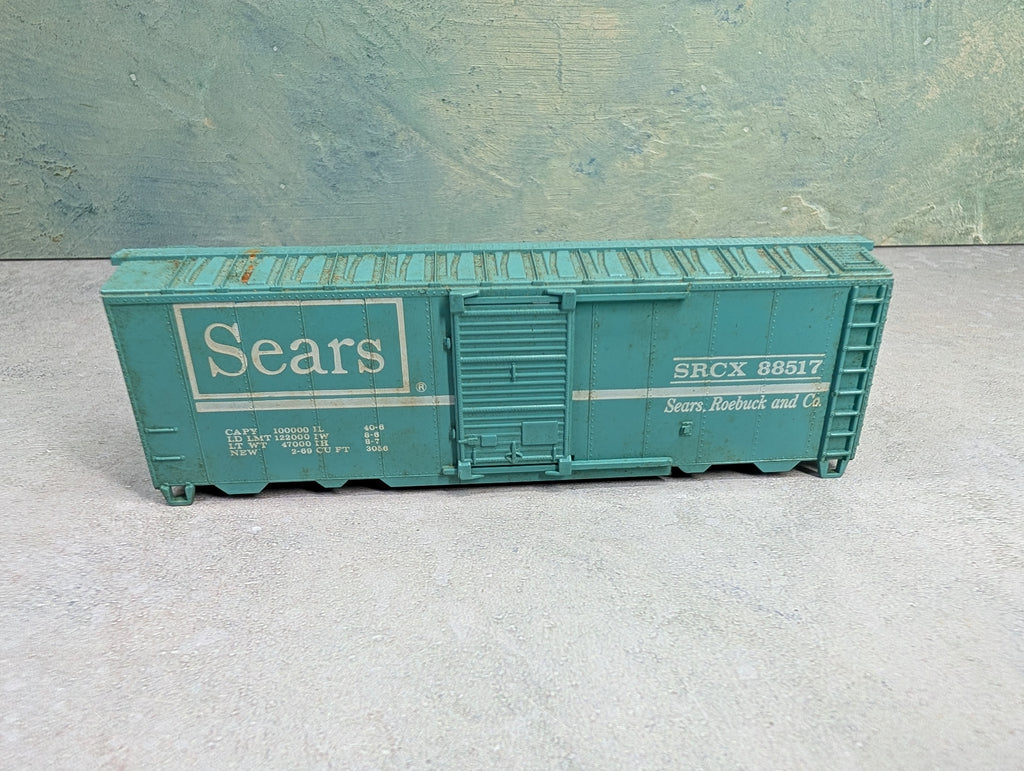 Sears ®
SRCX 88517
Sears, Roebuck and Co.
CAPY 100000 IL 40-6
LD LMT 122000 IW 8-6
LT WT 47000 IH 8-7
NEW 2-69 CU FT 3056